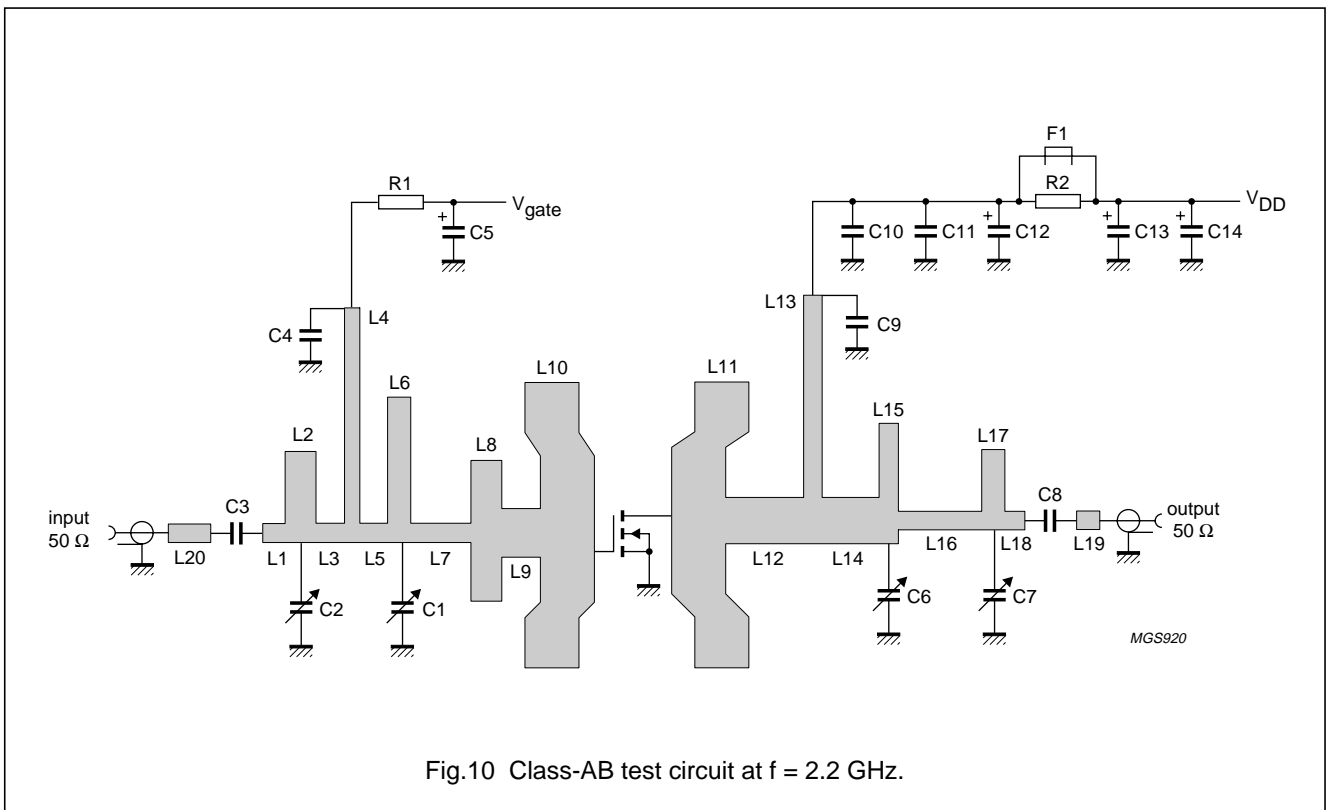 F1
R1
R2
V_gate
V_DD
+
C5
C10
C11
+
C12
+
C13
+
C14
L13
L4
C4
C9
L10
L11
L6
L15
L2
L8
L17
C3
C8
input
50 Ω
output
50 Ω
L20
L1
L3
L5
L7
L9
L12
L14
L16
L18
L19
C2
C1
C6
C7
MGS920
Fig.10 Class-AB test circuit at f = 2.2 GHz.